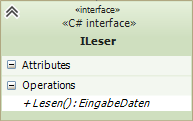 «interface»
«C# interface»
ILeser
Attributes
Operations
+ Lesen() : EingabeDaten